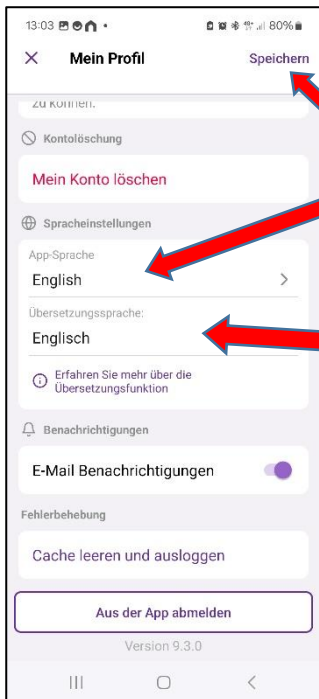 13:03 80%
Mein Profil Speichern
zu können.
Kontolöschung
Mein Konto löschen
Spracheinstellungen
App-Sprache
English
Übersetzungssprache:
Englisch
Erfahren Sie mehr über die
Übersetzungsfunktion
Benachrichtigungen
E-Mail Benachrichtigungen
Fehlerbehebung
Cache leeren und ausloggen
Aus der App abmelden
Version 9.3.0